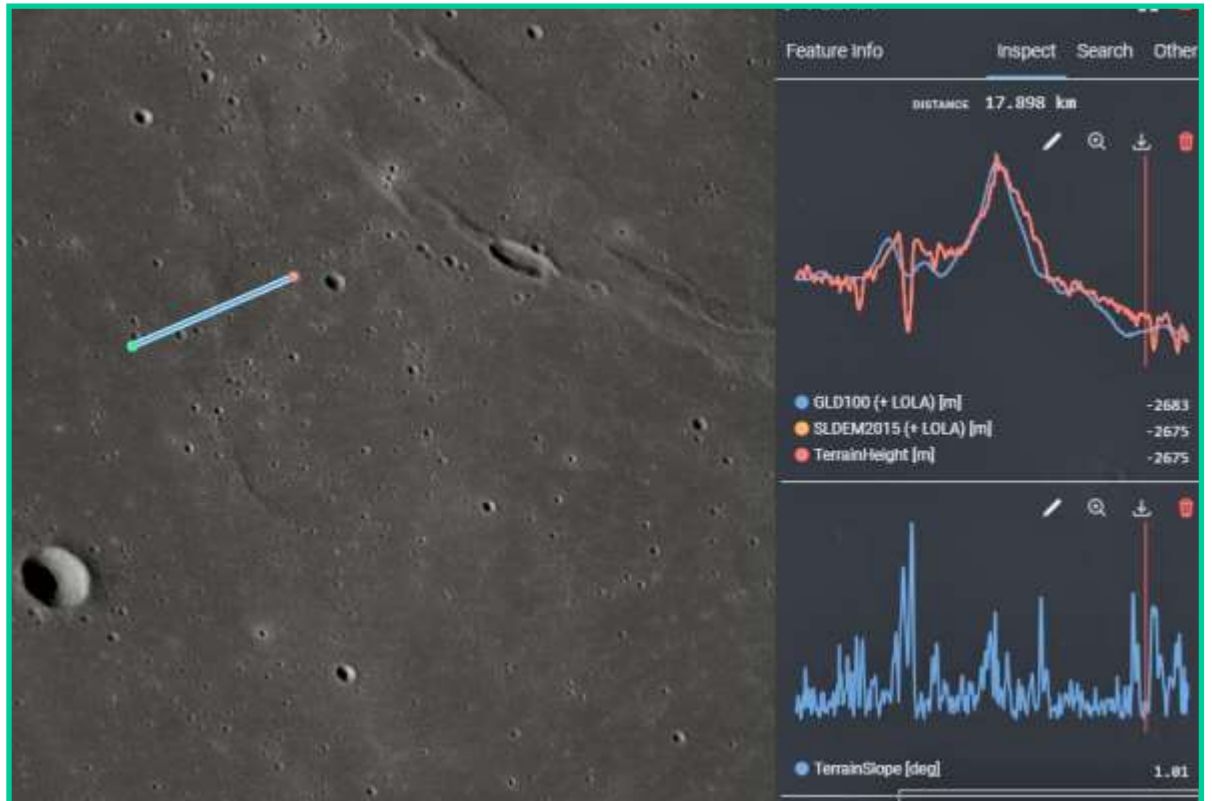 Feature Info Inspect Search Other
DISTANCE 17.898 km
GLD100 (+ LOLA) [m] -2683
SLDEM2015 (+ LOLA) [m] -2675
TerrainHeight [m] -2675
TerrainSlope [deg] 1.01